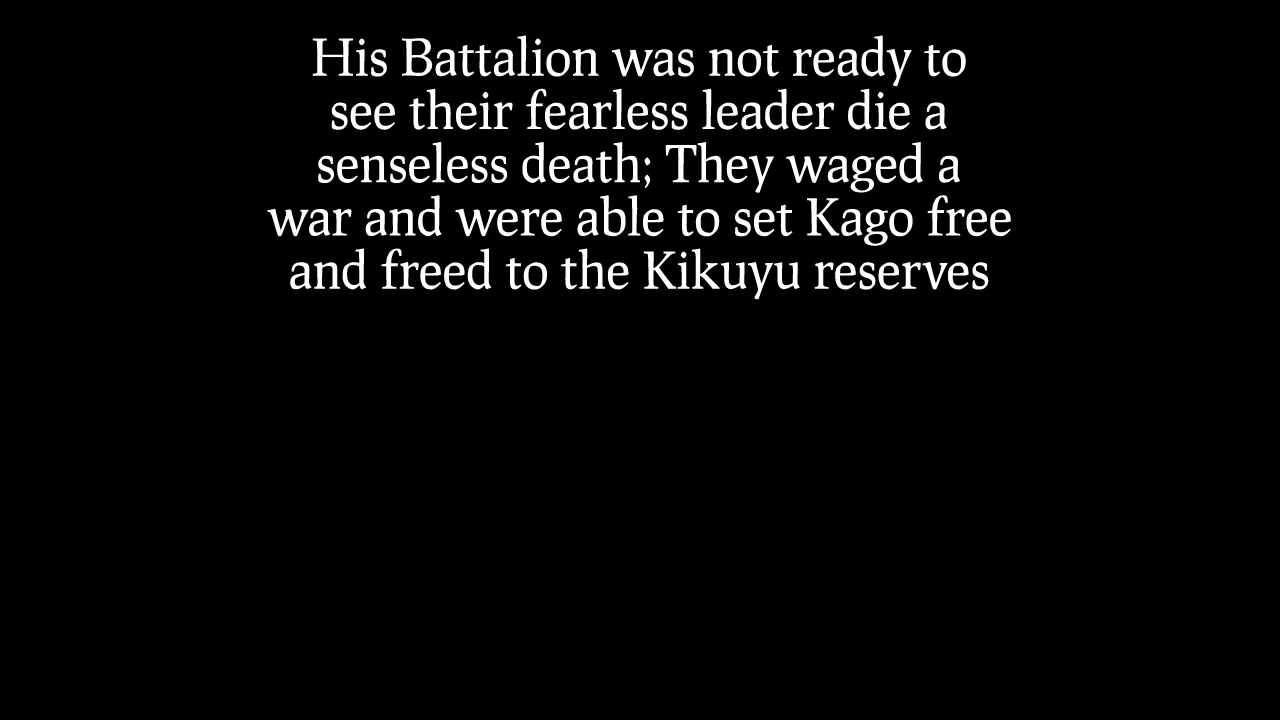 His Battalion was not ready to
see their fearless leader die a
senseless death; They waged a
war and were able to set Kago free
and freed to the Kikuyu reserves